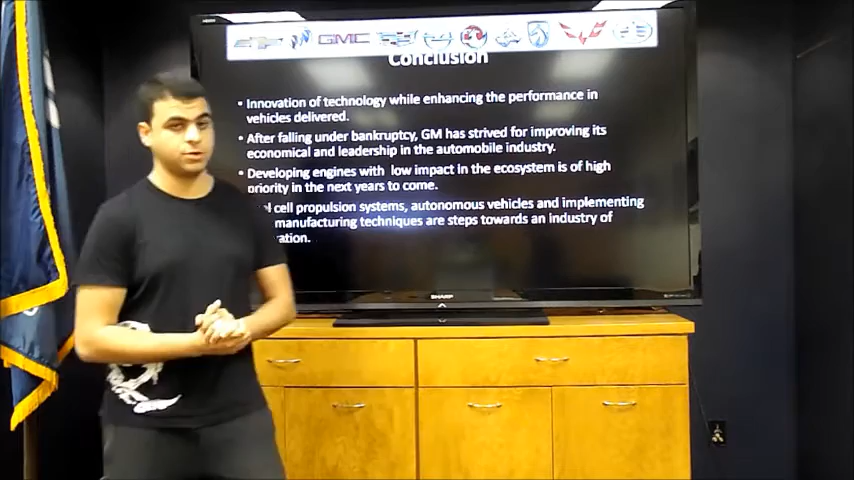 GMC
Conclusion
• Innovation of technology while enhancing the performance in
vehicles delivered.
• After falling under bankruptcy, GM has strived for improving its
economical and leadership impact in the automobile industry.
• Developing engines with low impact to the ecosystem is of high
priority in the next years to come.
l cell propulsion systems, autonomous vehicles, and implementing
manufacturing techniques are steps towards an industry of
ation.
SHARP